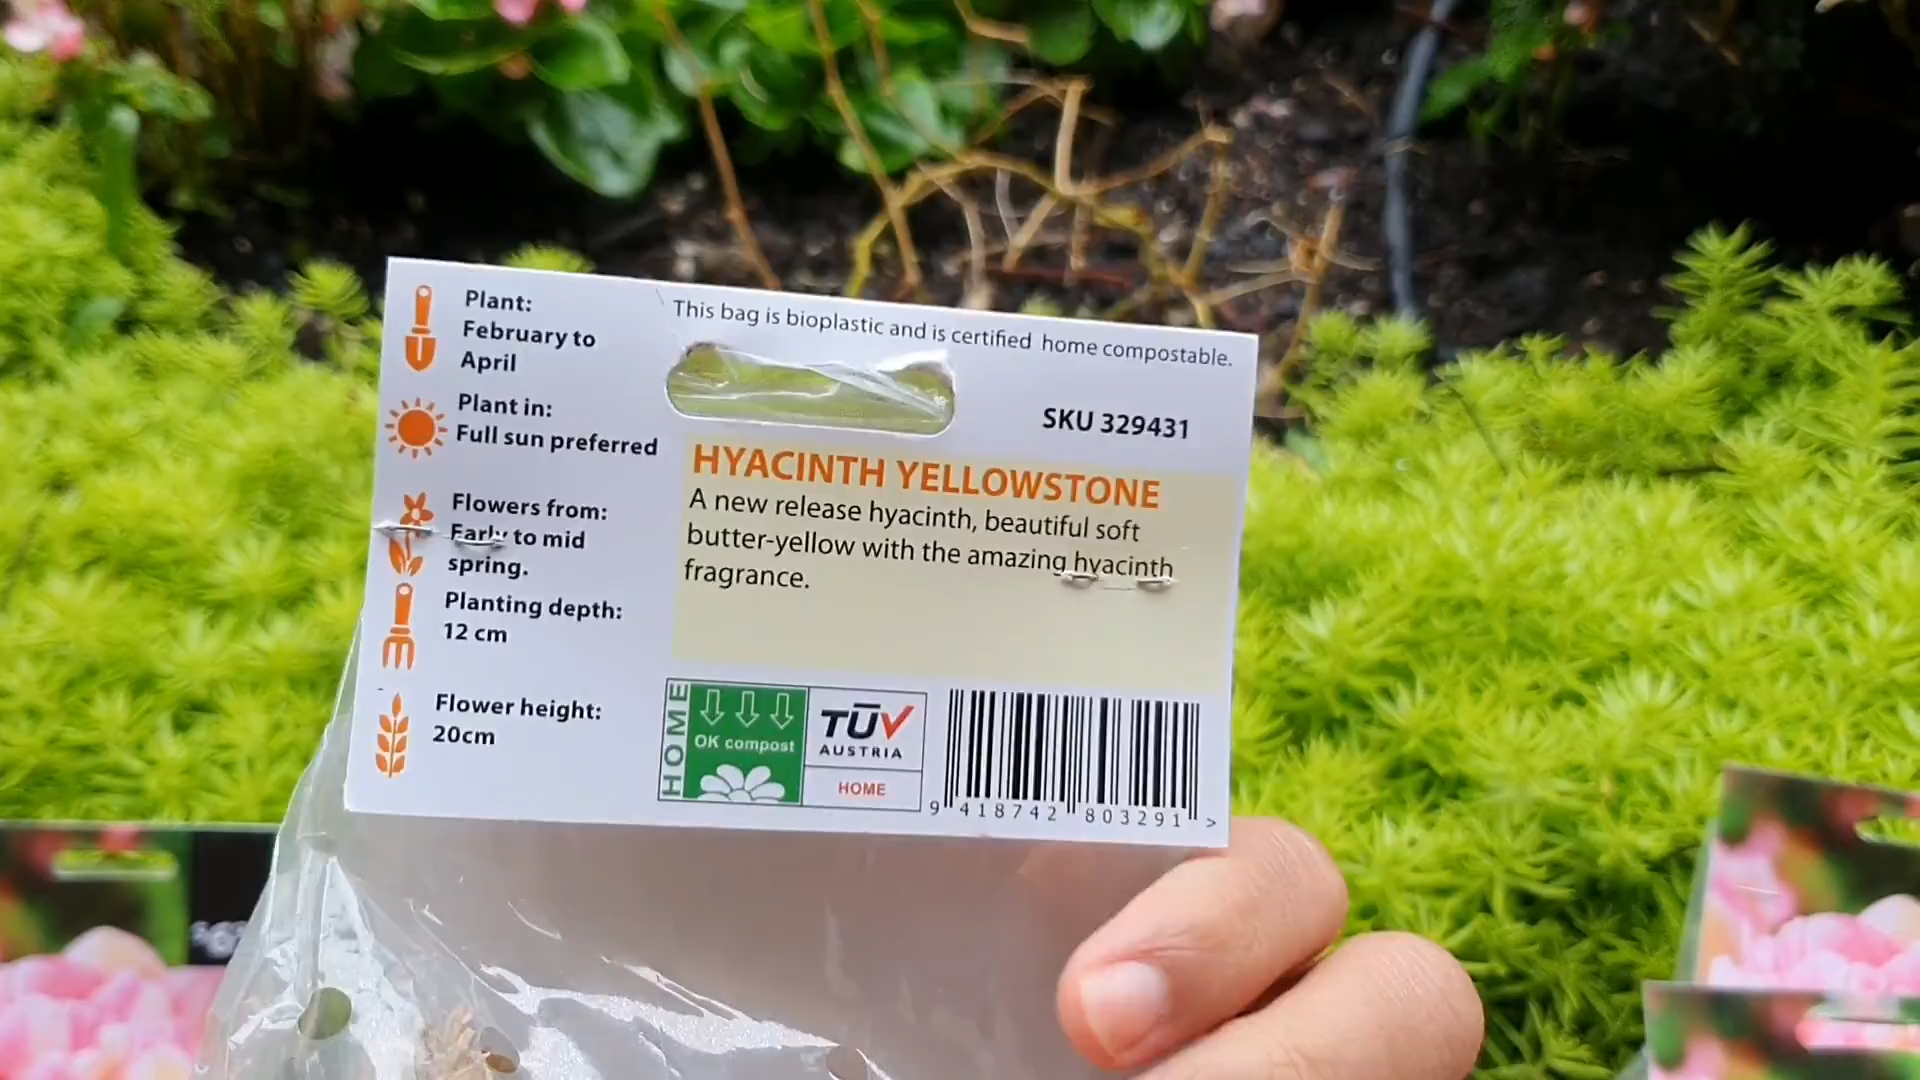 Plant:
February to
April
Plant in:
Full sun preferred
Flowers from:
Early to mid
spring.
Planting depth:
12 cm
Flower height:
20cm
This bag is bioplastic and is certified home compostable.
SKU 329431
HYACINTH YELLOWSTONE
A new release hyacinth, beautiful soft
butter-yellow with the amazing hyacinth
fragrance.
HOME
OK compost
TÜV
AUSTRIA
HOME
9 418742 803291 >